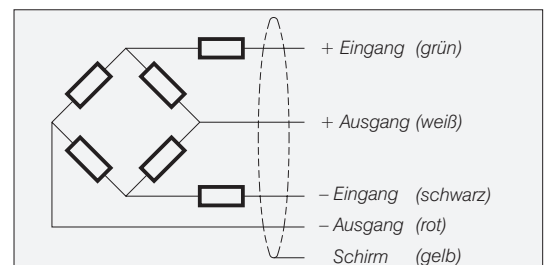 + Eingang (grün)
+ Ausgang (weiß)
– Eingang (schwarz)
– Ausgang (rot)
Schirm (gelb)